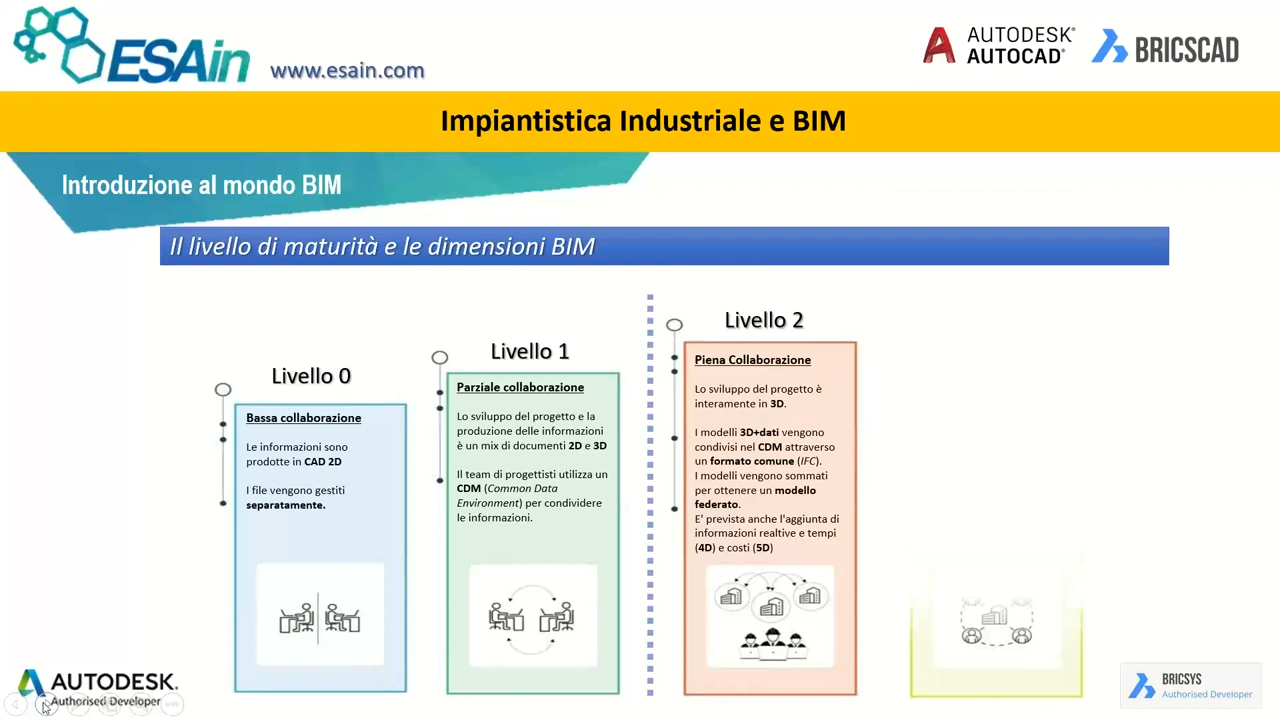 ESAin
www.esain.com
AUTODESK®
AUTOCAD®
BRICSCAD
Impiantistica Industriale e BIM
Introduzione al mondo BIM
Il livello di maturità e le dimensioni BIM
Livello 0
Bassa collaborazione
Le informazioni sono
prodotte in CAD 2D
I file vengono gestiti
separatamente.
Livello 1
Parziale collaborazione
Lo sviluppo del progetto e la
produzione delle informazioni
è un mix di documenti 2D e 3D
Il team di progettisti utilizza un
CDM (Common Data
Environment) per condividere
le informazioni.
Livello 2
Piena Collaborazione
Lo sviluppo del progetto è
interamente in 3D.
I modelli 3D+dati vengono
condivisi nel CDM attraverso
un formato comune (IFC).
I modelli vengono sommati
per ottenere un modello
federato.
E' prevista anche l'aggiunta di
informazioni realtive e tempi
(4D) e costi (5D)
AUTODESK.
Authorised Developer
BRICSYS
Authorised Developer